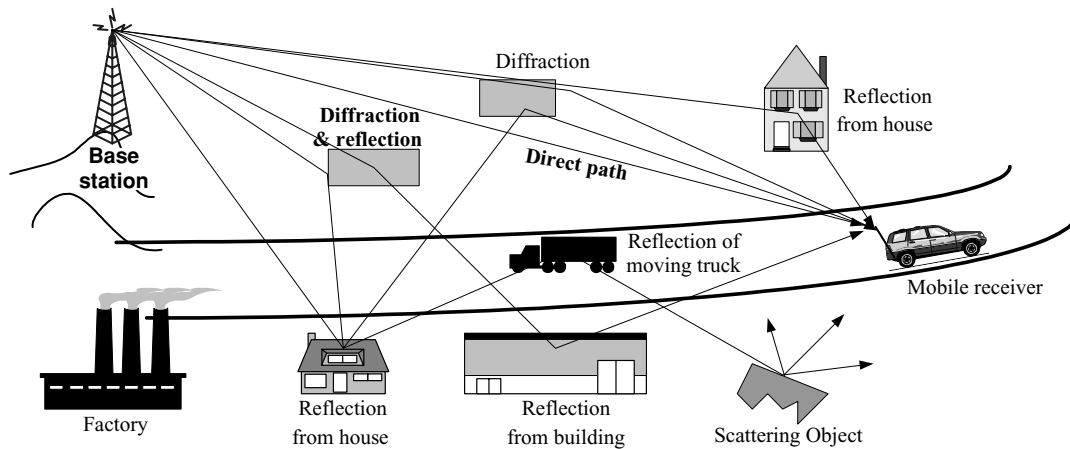 Diffraction
Diffraction
& reflection
Reflection
from house
Base
station
Direct path
Reflection of
moving truck
Mobile receiver
Factory
Reflection
from house
Reflection
from building
Scattering Object